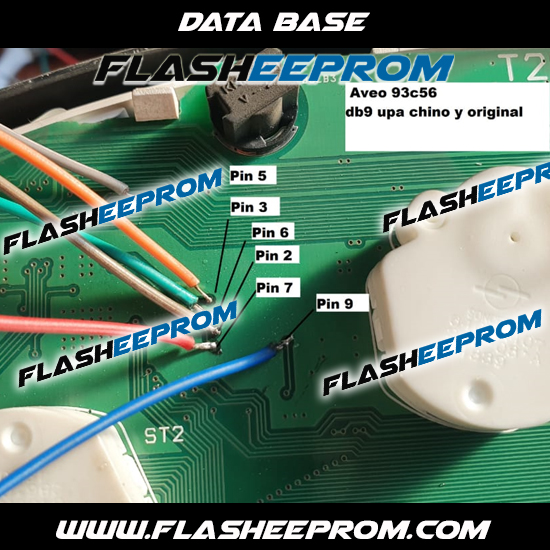 DATA BASE
FLASHEEPROM
T2
Aveo 93c56
db9 upa chino y original
FLASHEEPROM
FLASHEEPROM
Pin 5
Pin 3
Pin 6
Pin 2
Pin 7
Pin 9
FLASHEEPROM
FLASHEEPROM
ST2
WWW.FLASHEEPROM.COM